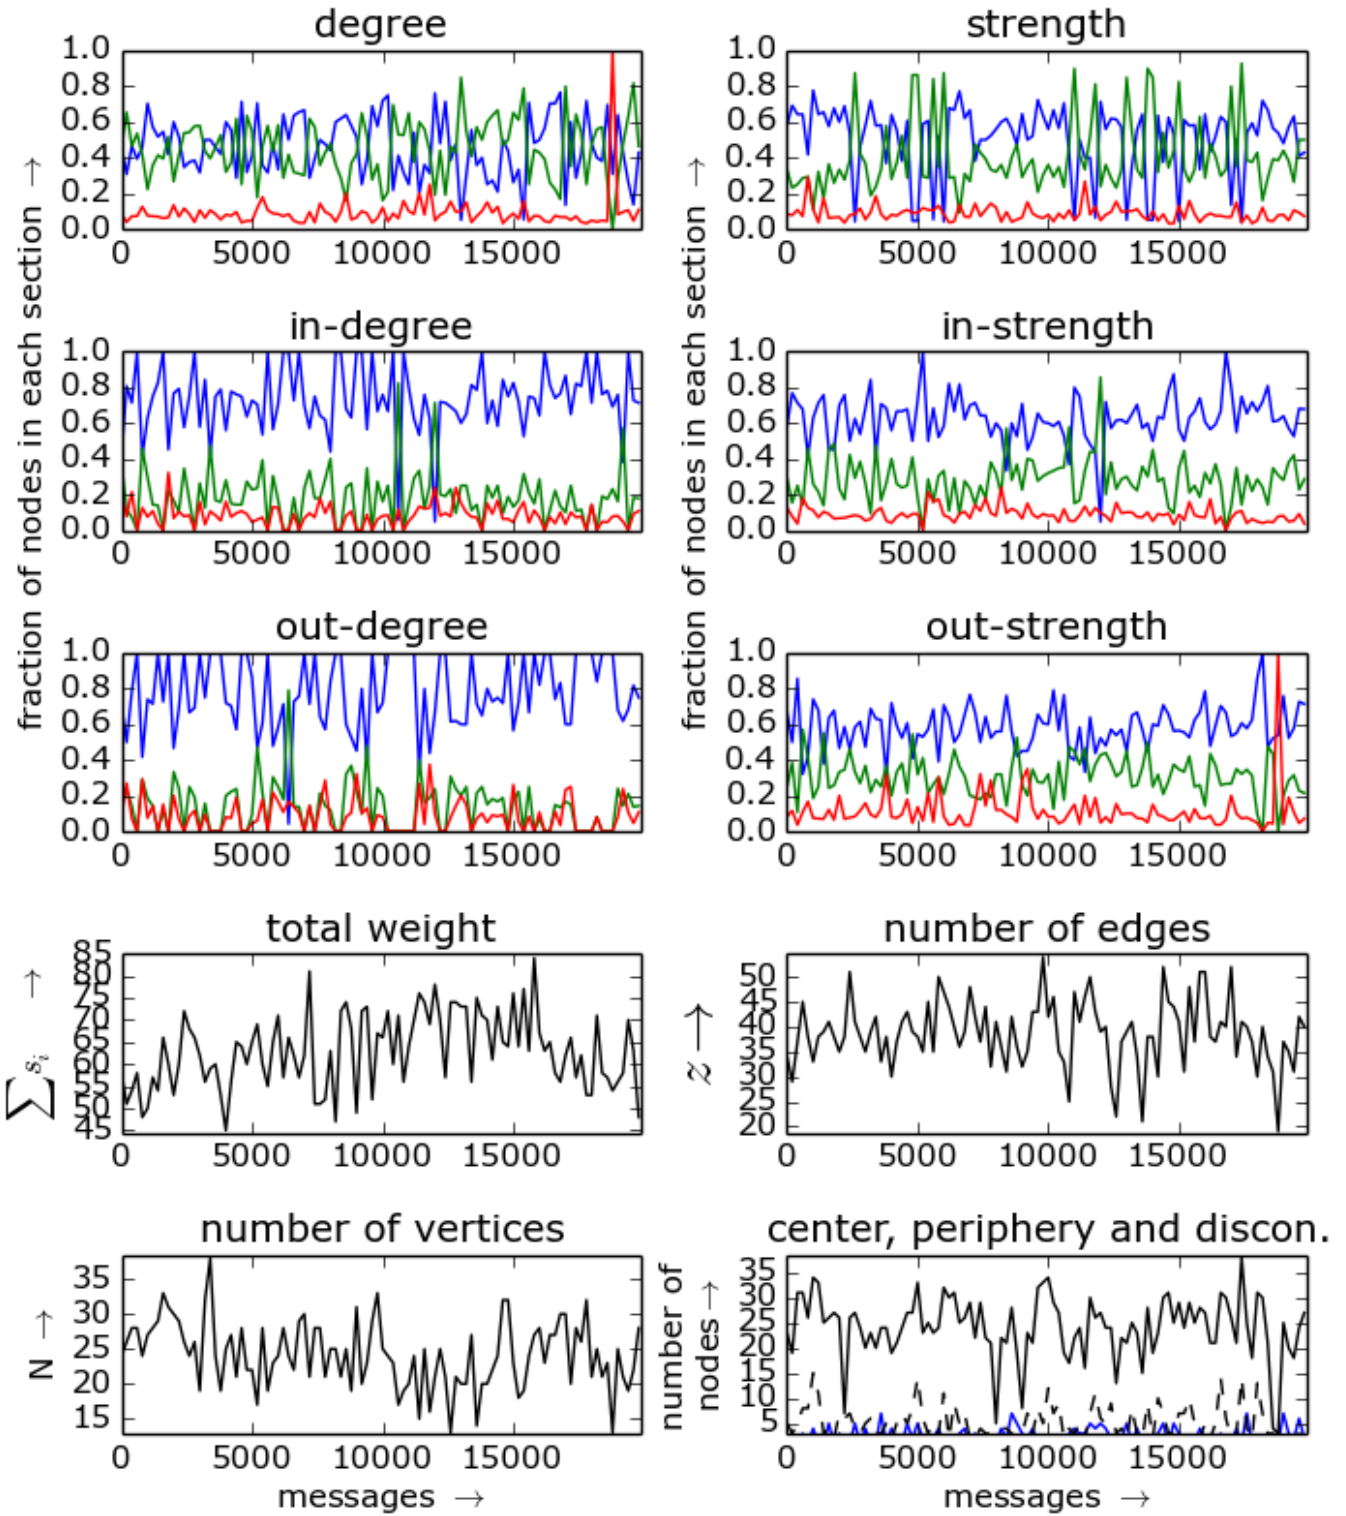 degree
strength
1.0
0.8
0.6
0.4
0.2
0.0
0 5000 10000 15000
1.0
0.8
0.6
0.4
0.2
0.0
0 5000 10000 15000
in-degree
in-strength
1.0
0.8
0.6
0.4
0.2
0.0
0 5000 10000 15000
1.0
0.8
0.6
0.4
0.2
0.0
0 5000 10000 15000
out-degree
out-strength
1.0
0.8
0.6
0.4
0.2
0.0
0 5000 10000 15000
1.0
0.8
0.6
0.4
0.2
0.0
0 5000 10000 15000
fraction of nodes in each section →
fraction of nodes in each section →
total weight
number of edges
85
80
75
70
65
60
55
50
45
0 5000 10000 15000
∑ s_i →
50
45
40
35
30
25
20
0 5000 10000 15000
z →
number of vertices
center, periphery and discon.
35
30
25
20
15
0 5000 10000 15000
N →
messages →
35
30
25
20
15
10
5
0 5000 10000 15000
number of
nodes →
messages →